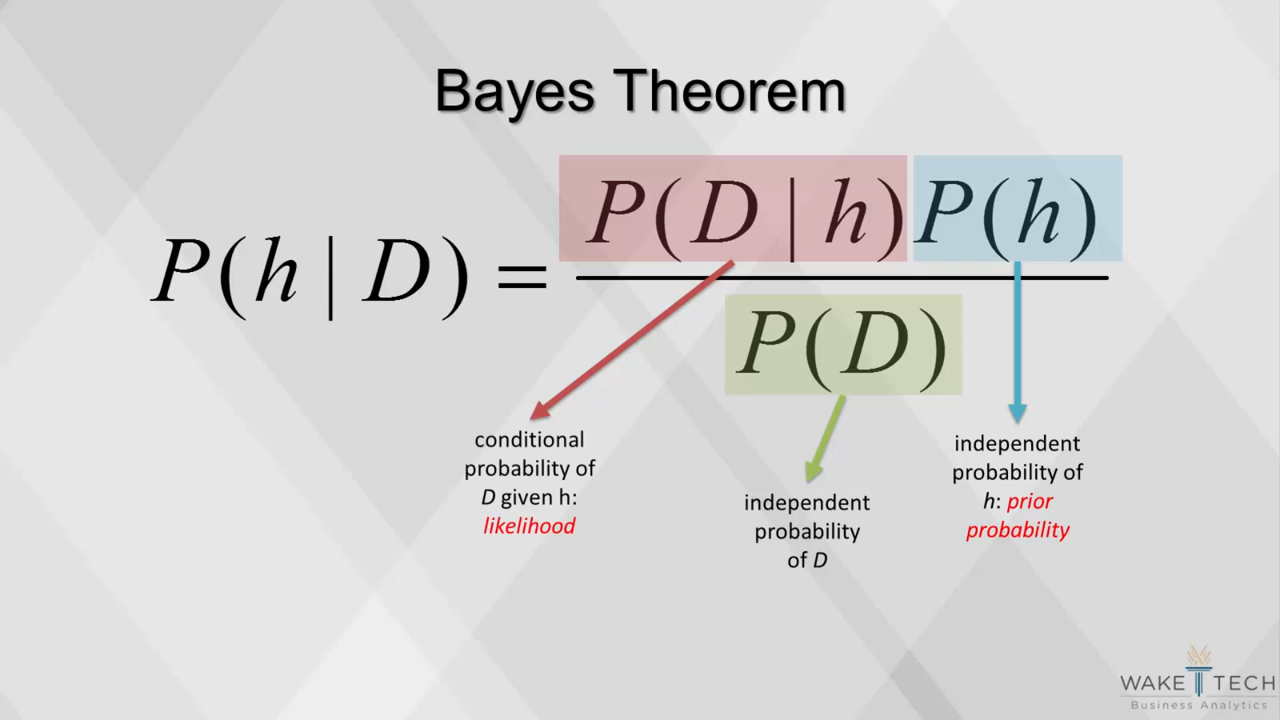 Bayes Theorem
P(h | D) = P(D | h) P(h)
P(D)
conditional
probability of
D given h:
likelihood
independent
probability
of D
independent
probability of
h: prior
probability
WAKE TECH
Business Analytics